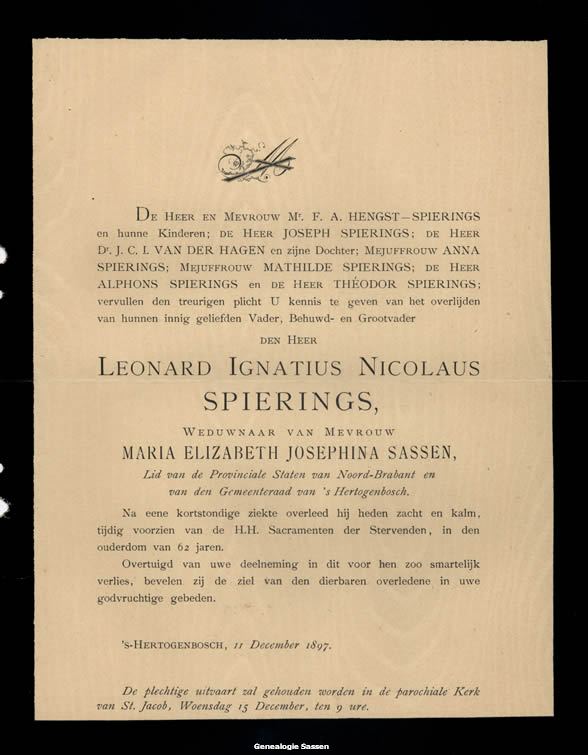 De Heer en Mevrouw Mr. F. A. HENGST—SPIERINGS
en hunne Kinderen; de Heer JOSEPH SPIERINGS; de Heer
Dr. J. C. I. VAN DER HAGEN en zijne Dochter; Mejuffrouw ANNA
SPIERINGS; Mejuffrouw MATHILDE SPIERINGS; de Heer
ALPHONS SPIERINGS en de Heer THÉODOR SPIERINGS;
vervullen den treurigen plicht U kennis te geven van het overlijden
van hunnen innig geliefden Vader, Behuwd- en Grootvader
DEN HEER
Leonard Ignatius Nicolaus
SPIERINGS,
Weduwnaar van Mevrouw
MARIA ELIZABETH JOSEPHINA SASSEN,
Lid van de Provinciale Staten van Noord-Brabant en
van den Gemeenteraad van 's Hertogenbosch.
Na eene kortstondige ziekte overleed hij heden zacht en kalm,
tijdig voorzien van de H.H. Sacramenten der Stervenden, in den
ouderdom van 62 jaren.
Overtuigd van uwe deelneming in dit voor hen zoo smartelijk
verlies, bevelen zij de ziel van den dierbaren overledene in uwe
godvruchtige gebeden.
's-Hertogenbosch, 11 December 1897.
De plechtige uitvaart zal gehouden worden in de parochiale Kerk
van St. Jacob, Woensdag 15 December, ten 9 ure.
Genealogie Sassen